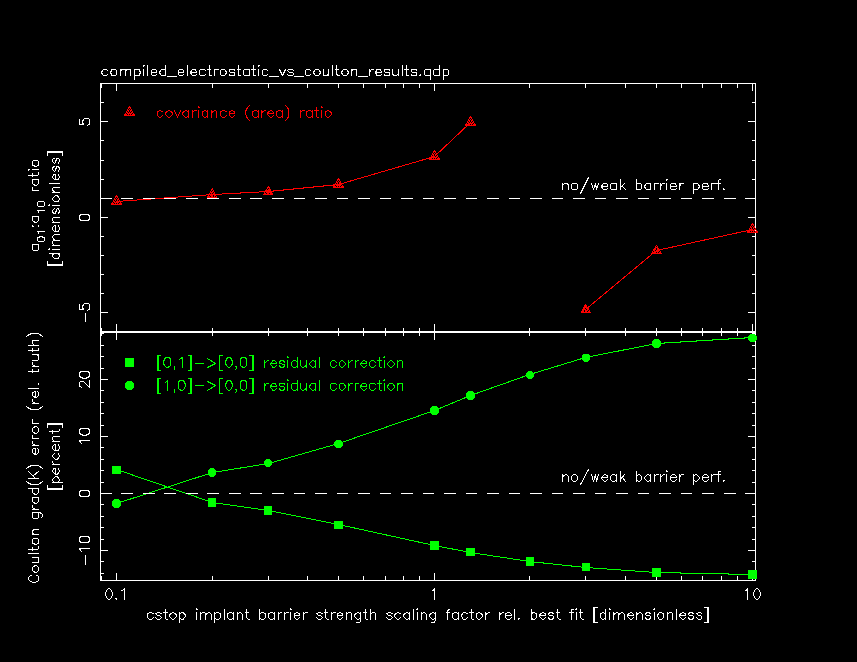 compiled_electrostatic_vs_coulton_results.qdp
covariance (area) ratio
5
0
−5
no/weak barrier perf.
a01:a10 ratio
[dimensionless]
[0,1]−>[0,0] residual correction
[1,0]−>[0,0] residual correction
20
10
0
−10
no/weak barrier perf.
Coulton grad(K) error (rel. truth)
[percent]
0.1 1 10
cstop implant barrier strength scaling factor rel. best fit [dimensionless]